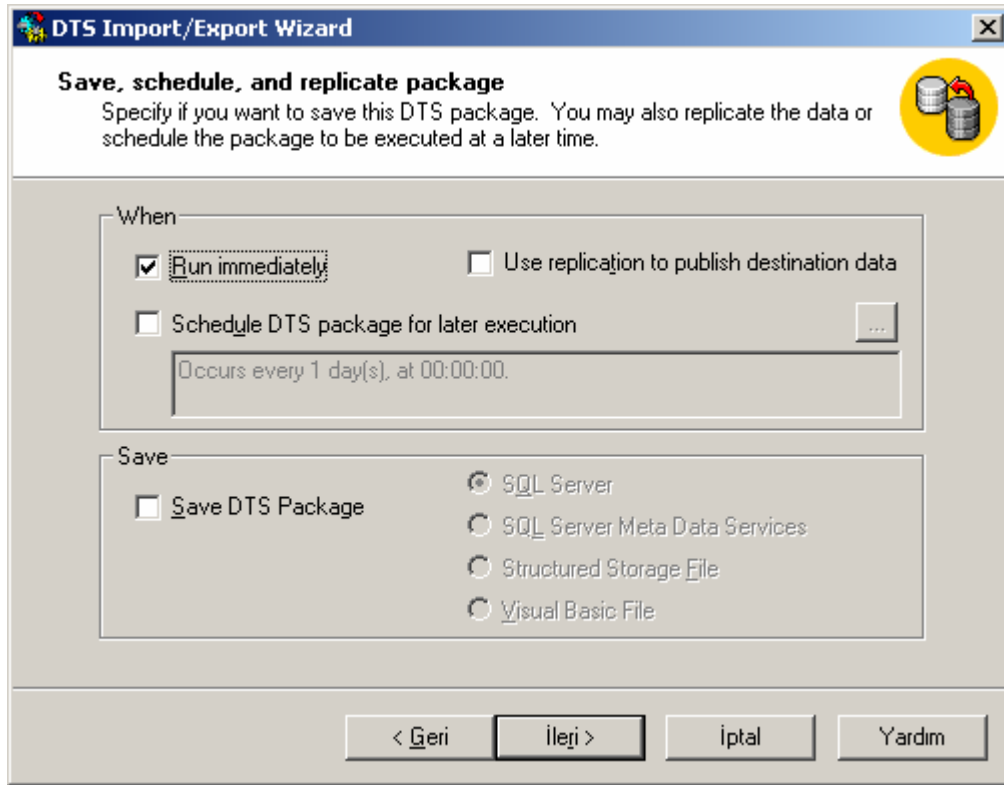 DTS Import/Export Wizard
Save, schedule, and replicate package
Specify if you want to save this DTS package. You may also replicate the data or
schedule the package to be executed at a later time.
When
Run immediately
Use replication to publish destination data
Schedule DTS package for later execution
...
Occurs every 1 day(s), at 00:00:00.
Save
Save DTS Package
SQL Server
SQL Server Meta Data Services
Structured Storage File
Visual Basic File
< Geri
İleri >
İptal
Yardım